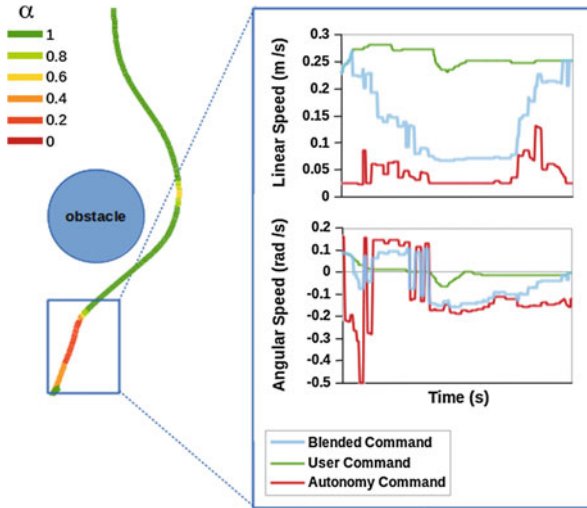 α
1
0.8
0.6
0.4
0.2
0
obstacle
Linear Speed (m /s)
0.3
0.25
0.2
0.15
0.1
0.05
0
Angular Speed (rad /s)
0.2
0.1
0
-0.1
-0.2
-0.3
-0.4
-0.5
Time (s)
Blended Command
User Command
Autonomy Command